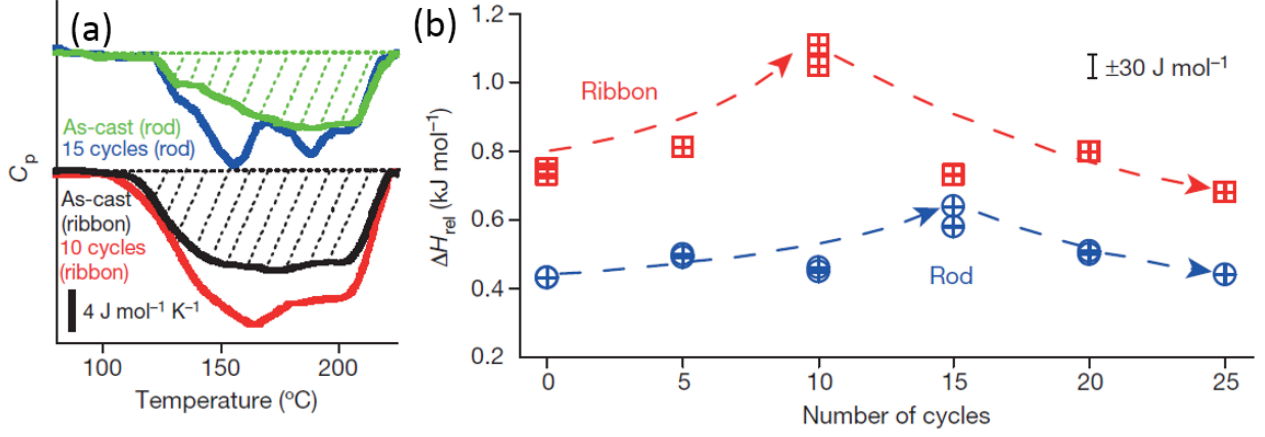 (a)
As-cast (rod)
15 cycles (rod)
As-cast
(ribbon)
10 cycles
(ribbon)
4 J mol⁻¹ K⁻¹
Cₚ
100 150 200
Temperature (ºC)
(b)
1.2
1.0
0.8
0.6
0.4
0.2
ΔHrel (kJ mol⁻¹)
Ribbon
Rod
±30 J mol⁻¹
0 5 10 15 20 25
Number of cycles